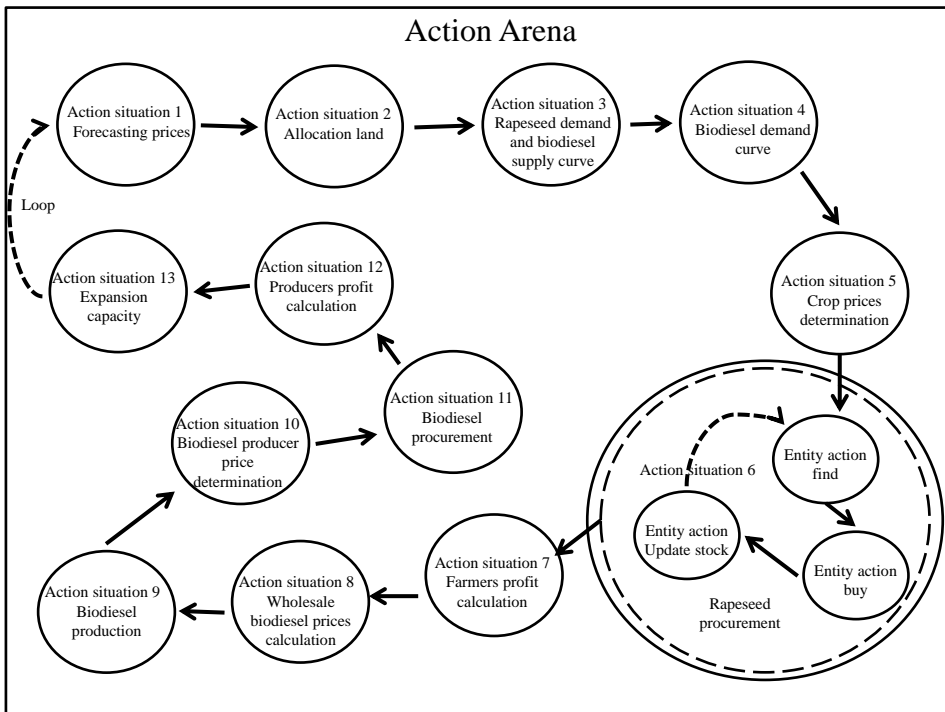 Action Arena
Action situation 1
Forecasting prices
Action situation 2
Allocation land
Action situation 3
Rapeseed demand
and biodiesel
supply curve
Action situation 4
Biodiesel demand
curve
Action situation 5
Crop prices
determination
Action situation 6
Entity action
find
Entity action
buy
Entity action
Update stock
Rapeseed
procurement
Action situation 7
Farmers profit
calculation
Action situation 8
Wholesale
biodiesel prices
calculation
Action situation 9
Biodiesel
production
Action situation 10
Biodiesel producer
price
determination
Action situation 11
Biodiesel
procurement
Action situation 12
Producers profit
calculation
Action situation 13
Expansion
capacity
Loop